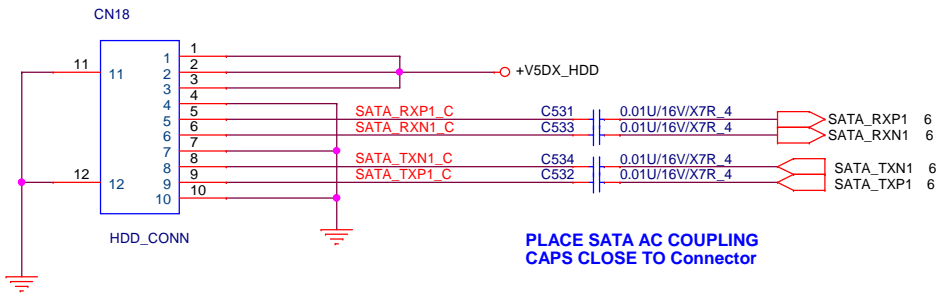 CN18
1
1
2
2
3
3
4
4
5
5
6
6
7
7
8
8
9
9
10
10
11
11
12
12
+V5DX_HDD
SATA_RXP1_C C531 0.01U/16V/X7R_4 SATA_RXP1 6
SATA_RXN1_C C533 0.01U/16V/X7R_4 SATA_RXN1 6
SATA_TXN1_C C534 0.01U/16V/X7R_4 SATA_TXN1 6
SATA_TXP1_C C532 0.01U/16V/X7R_4 SATA_TXP1 6
HDD_CONN
PLACE SATA AC COUPLING
CAPS CLOSE TO Connector